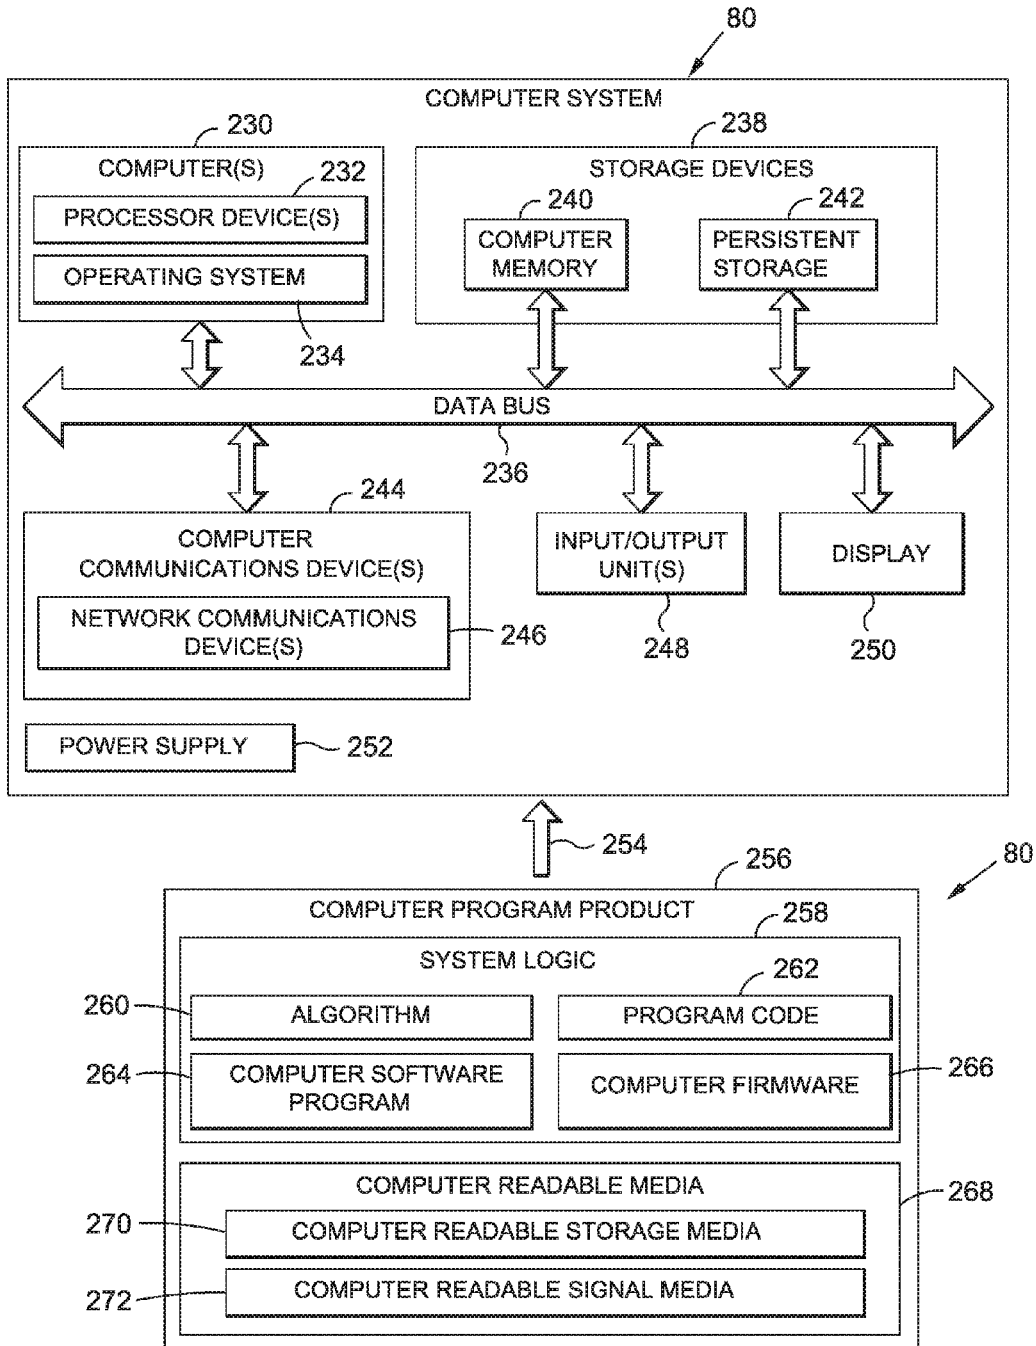 80
COMPUTER SYSTEM
230
COMPUTER(S)
232
PROCESSOR DEVICE(S)
OPERATING SYSTEM
234
238
STORAGE DEVICES
240
COMPUTER
MEMORY
242
PERSISTENT
STORAGE
DATA BUS
236
244
COMPUTER
COMMUNICATIONS DEVICE(S)
NETWORK COMMUNICATIONS
DEVICE(S)
246
INPUT/OUTPUT
UNIT(S)
248
DISPLAY
250
POWER SUPPLY
252
254
256
80
COMPUTER PROGRAM PRODUCT
258
SYSTEM LOGIC
260
ALGORITHM
262
PROGRAM CODE
264
COMPUTER SOFTWARE
PROGRAM
COMPUTER FIRMWARE
266
COMPUTER READABLE MEDIA
268
270
COMPUTER READABLE STORAGE MEDIA
272
COMPUTER READABLE SIGNAL MEDIA